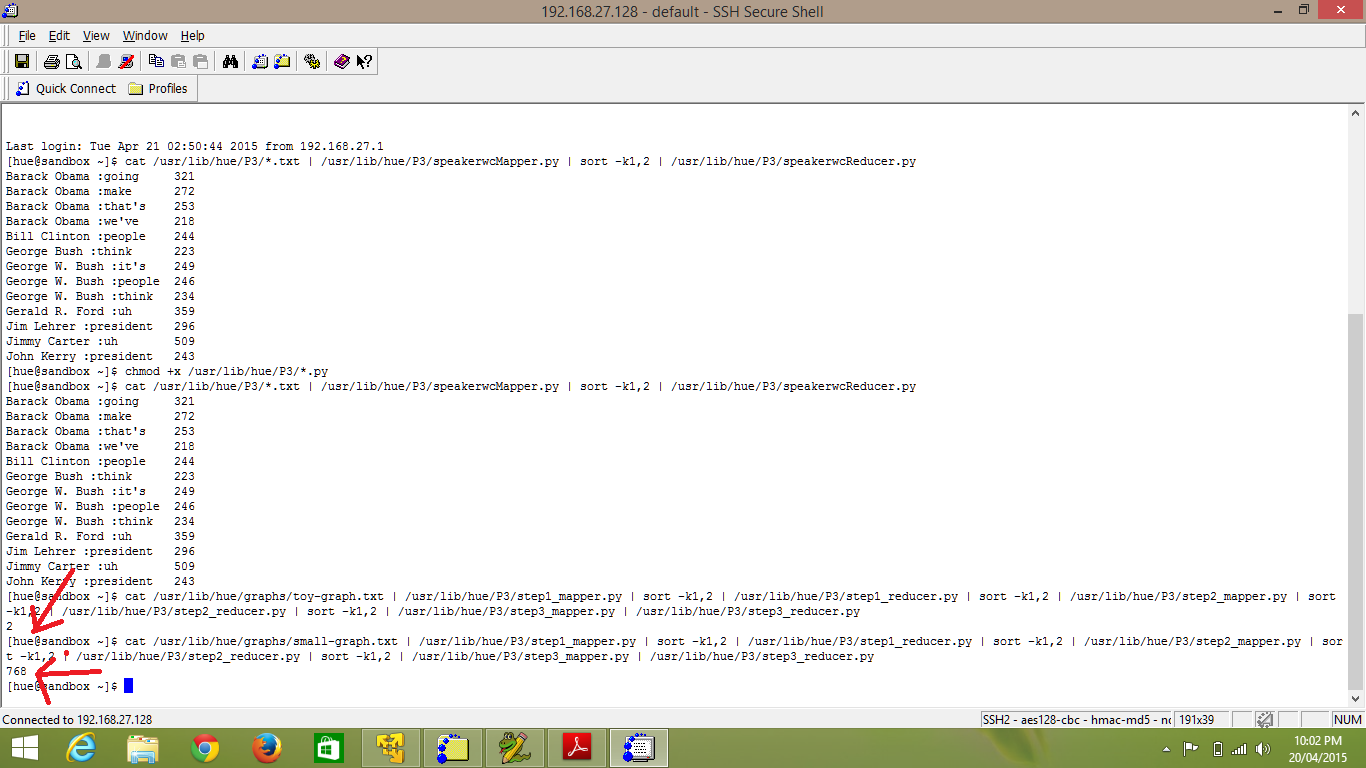 192.168.27.128 - default - SSH Secure Shell
File Edit View Window Help
Quick Connect Profiles
Last login: Tue Apr 21 02:50:44 2015 from 192.168.27.1
[hue@sandbox ~]$ cat /usr/lib/hue/P3/*.txt | /usr/lib/hue/P3/speakerwcMapper.py | sort -k1,2 | /usr/lib/hue/P3/speakerwcReducer.py
Barack Obama :going 321
Barack Obama :make 272
Barack Obama :that's 253
Barack Obama :we've 218
Bill Clinton :people 244
George Bush :think 223
George W. Bush :it's 249
George W. Bush :people 246
George W. Bush :think 234
Gerald R. Ford :uh 359
Jim Lehrer :president 296
Jimmy Carter :uh 509
John Kerry :president 243
[hue@sandbox ~]$ chmod +x /usr/lib/hue/P3/*.py
[hue@sandbox ~]$ cat /usr/lib/hue/P3/*.txt | /usr/lib/hue/P3/speakerwcMapper.py | sort -k1,2 | /usr/lib/hue/P3/speakerwcReducer.py
Barack Obama :going 321
Barack Obama :make 272
Barack Obama :that's 253
Barack Obama :we've 218
Bill Clinton :people 244
George Bush :think 223
George W. Bush :it's 249
George W. Bush :people 246
George W. Bush :think 234
Gerald R. Ford :uh 359
Jim Lehrer :president 296
Jimmy Carter :uh 509
John Kerry :president 243
[hue@sandbox ~]$ cat /usr/lib/hue/graphs/toy-graph.txt | /usr/lib/hue/P3/step1_mapper.py | sort -k1,2 | /usr/lib/hue/P3/step1_reducer.py | sort -k1,2 | /usr/lib/hue/P3/step2_mapper.py | sort
-k1,2 | /usr/lib/hue/P3/step2_reducer.py | sort -k1,2 | /usr/lib/hue/P3/step3_mapper.py | /usr/lib/hue/P3/step3_reducer.py
2
[hue@sandbox ~]$ cat /usr/lib/hue/graphs/small-graph.txt | /usr/lib/hue/P3/step1_mapper.py | sort -k1,2 | /usr/lib/hue/P3/step1_reducer.py | sort -k1,2 | /usr/lib/hue/P3/step2_mapper.py | sor
t -k1,2 | /usr/lib/hue/P3/step2_reducer.py | sort -k1,2 | /usr/lib/hue/P3/step3_mapper.py | /usr/lib/hue/P3/step3_reducer.py
768
[hue@sandbox ~]$
Connected to 192.168.27.128 SSH2 - aes128-cbc - hmac-md5 - 191x39 NUM
10:02 PM
20/04/2015